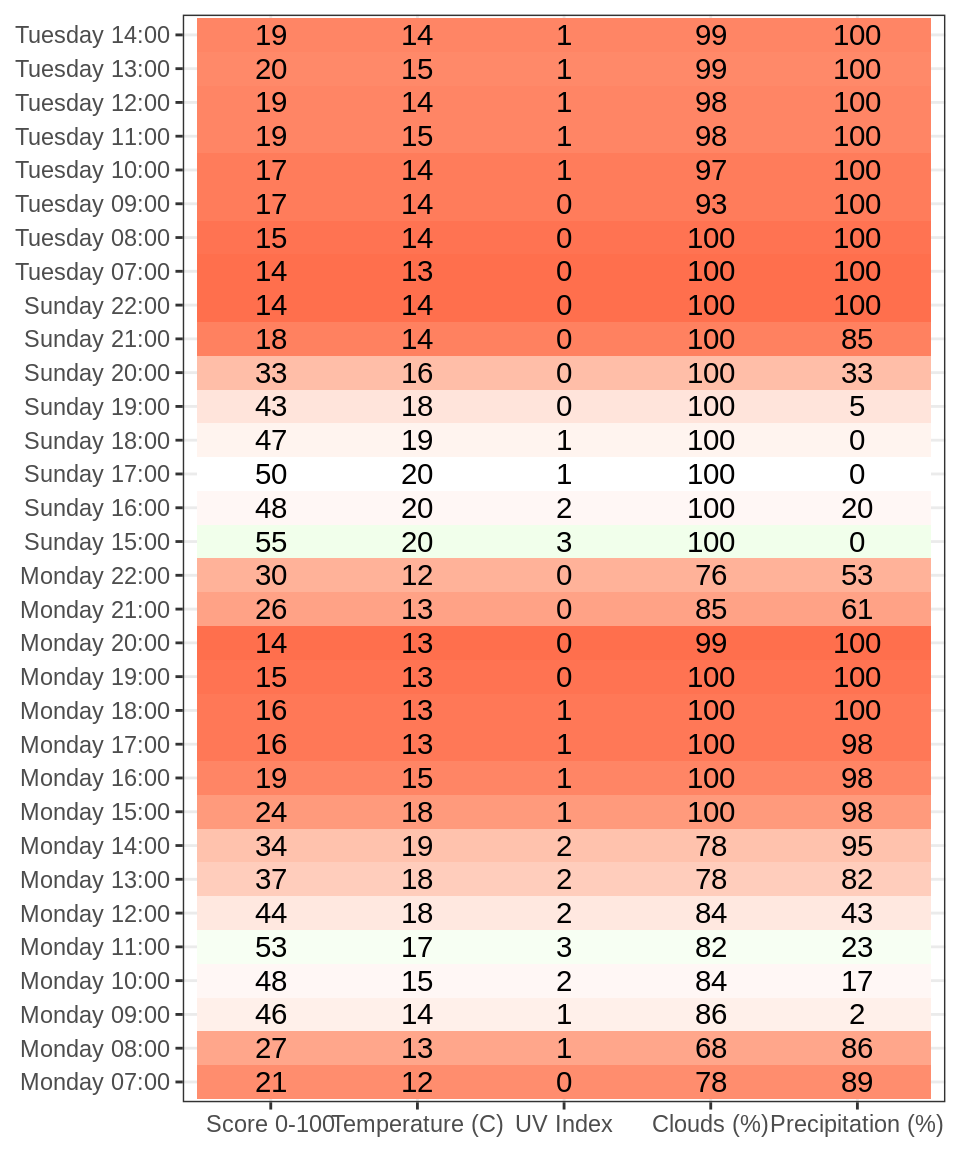 Tuesday 14:00 19 14 1 99 100
Tuesday 13:00 20 15 1 99 100
Tuesday 12:00 19 14 1 98 100
Tuesday 11:00 19 15 1 98 100
Tuesday 10:00 17 14 1 97 100
Tuesday 09:00 17 14 0 93 100
Tuesday 08:00 15 14 0 100 100
Tuesday 07:00 14 13 0 100 100
Sunday 22:00 14 14 0 100 100
Sunday 21:00 18 14 0 100 85
Sunday 20:00 33 16 0 100 33
Sunday 19:00 43 18 0 100 5
Sunday 18:00 47 19 1 100 0
Sunday 17:00 50 20 1 100 0
Sunday 16:00 48 20 2 100 20
Sunday 15:00 55 20 3 100 0
Monday 22:00 30 12 0 76 53
Monday 21:00 26 13 0 85 61
Monday 20:00 14 13 0 99 100
Monday 19:00 15 13 0 100 100
Monday 18:00 16 13 1 100 100
Monday 17:00 16 13 1 100 98
Monday 16:00 19 15 1 100 98
Monday 15:00 24 18 1 100 98
Monday 14:00 34 19 2 78 95
Monday 13:00 37 18 2 78 82
Monday 12:00 44 18 2 84 43
Monday 11:00 53 17 3 82 23
Monday 10:00 48 15 2 84 17
Monday 09:00 46 14 1 86 2
Monday 08:00 27 13 1 68 86
Monday 07:00 21 12 0 78 89
Score 0-100 Temperature (C) UV Index Clouds (%) Precipitation (%)